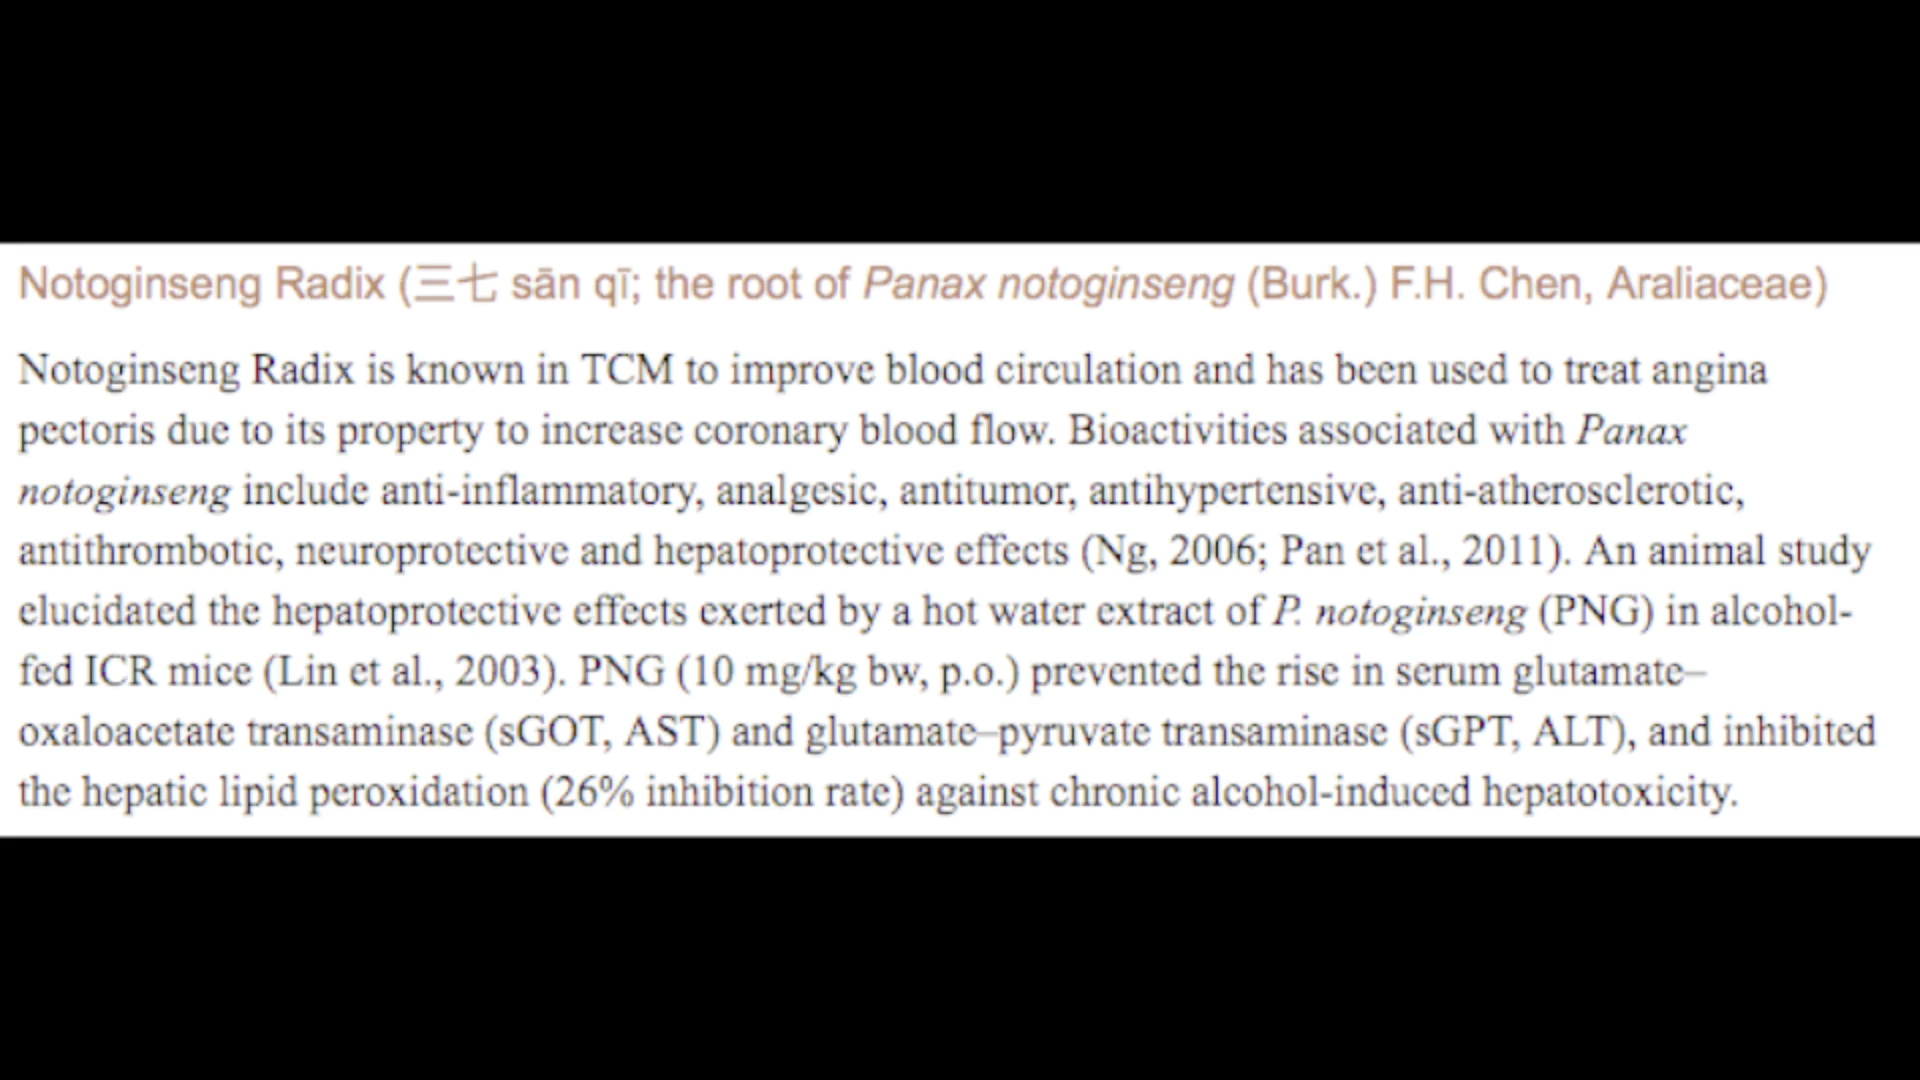 Notoginseng Radix (三七 sān qī; the root of Panax notoginseng (Burk.) F.H. Chen, Araliaceae)
Notoginseng Radix is known in TCM to improve blood circulation and has been used to treat angina
pectoris due to its property to increase coronary blood flow. Bioactivities associated with Panax
notoginseng include anti-inflammatory, analgesic, antitumor, antihypertensive, anti-atherosclerotic,
antithrombotic, neuroprotective and hepatoprotective effects (Ng, 2006; Pan et al., 2011). An animal study
elucidated the hepatoprotective effects exerted by a hot water extract of P. notoginseng (PNG) in alcohol-
fed ICR mice (Lin et al., 2003). PNG (10 mg/kg bw, p.o.) prevented the rise in serum glutamate–
oxaloacetate transaminase (sGOT, AST) and glutamate–pyruvate transaminase (sGPT, ALT), and inhibited
the hepatic lipid peroxidation (26% inhibition rate) against chronic alcohol-induced hepatotoxicity.